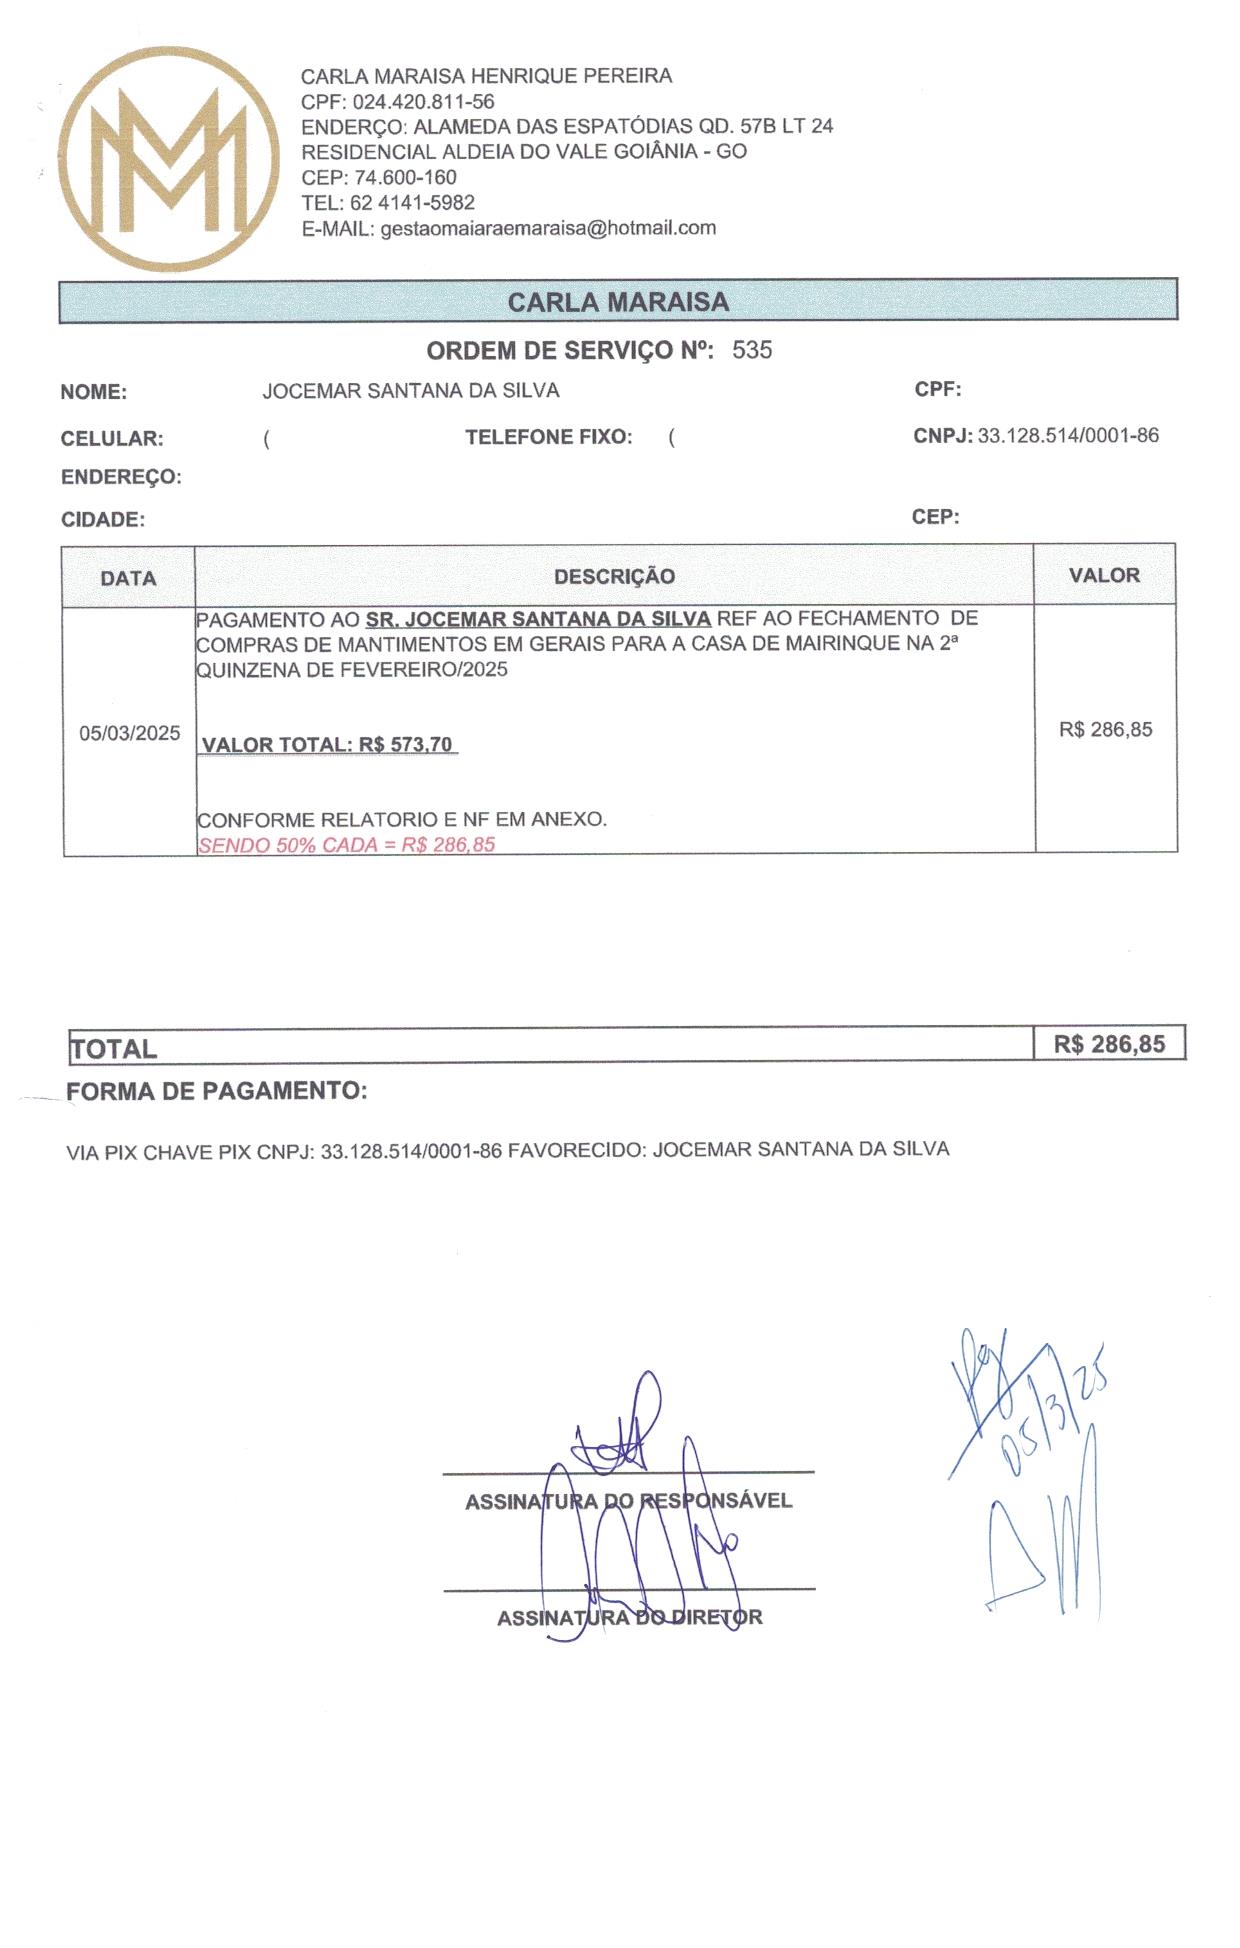 CARLA MARAISA HENRIQUE PEREIRA
CPF: 024.420.811-56
ENDERÇO: ALAMEDA DAS ESPATÓDIAS QD. 57B LT 24
RESIDENCIAL ALDEIA DO VALE GOIÂNIA - GO
CEP: 74.600-160
TEL: 62 4141-5982
E-MAIL: gestaomaiaraemaraisa@hotmail.com
CARLA MARAISA
ORDEM DE SERVIÇO Nº: 535
NOME: JOCEMAR SANTANA DA SILVA CPF:
CELULAR: ( TELEFONE FIXO: ( CNPJ: 33.128.514/0001-86
ENDEREÇO:
CIDADE: CEP:
DATA DESCRIÇÃO VALOR
PAGAMENTO AO SR. JOCEMAR SANTANA DA SILVA REF AO FECHAMENTO DE
COMPRAS DE MANTIMENTOS EM GERAIS PARA A CASA DE MAIRINQUE NA 2ª
QUINZENA DE FEVEREIRO/2025
05/03/2025 VALOR TOTAL: R$ 573,70 R$ 286,85
CONFORME RELATORIO E NF EM ANEXO.
SENDO 50% CADA = R$ 286,85
TOTAL R$ 286,85
FORMA DE PAGAMENTO:
VIA PIX CHAVE PIX CNPJ: 33.128.514/0001-86 FAVORECIDO: JOCEMAR SANTANA DA SILVA
Pg
05/3/25
ASSINATURA DO RESPONSÁVEL
ASSINATURA DO DIRETOR